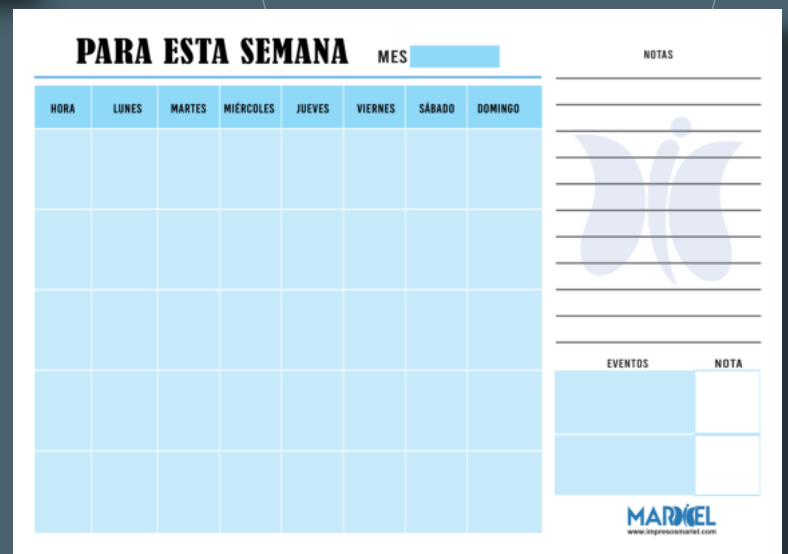 PARA ESTA SEMANA
MES
HORA LUNES MARTES MIÉRCOLES JUEVES VIERNES SÁBADO DOMINGO
NOTAS
EVENTOS NOTA
MARIEL
www.impresosmariel.com